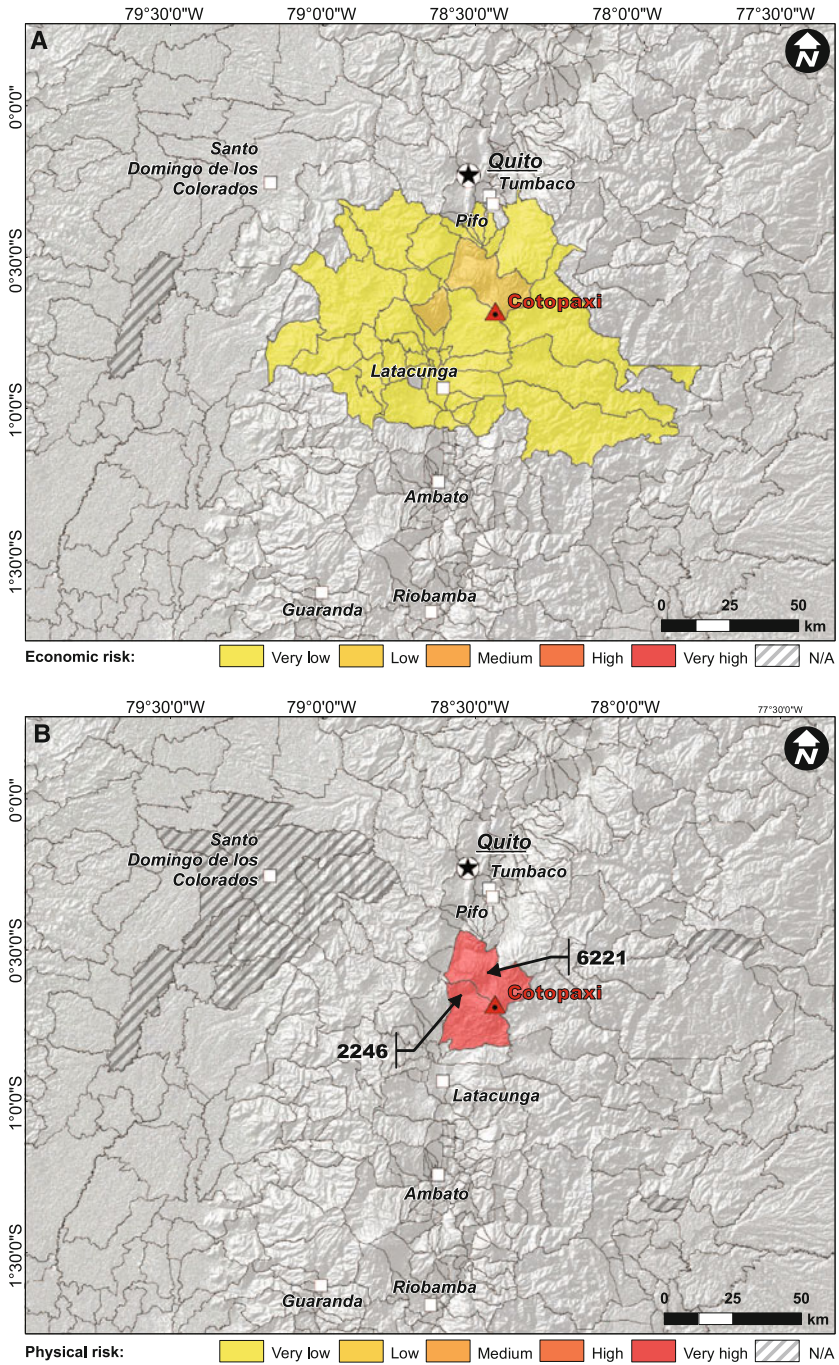 79°30'0"W 79°0'0"W 78°30'0"W 78°0'0"W 77°30'0"W
A
N
0°0'0"
0°30'0"S
1°0'0"S
1°30'0"S
Santo
Domingo de los
Colorados
Quito
Tumbaco
Pifo
Cotopaxi
Latacunga
Ambato
Guaranda
Riobamba
0 25 50
km
Economic risk: Very low Low Medium High Very high N/A
79°30'0"W 79°0'0"W 78°30'0"W 78°0'0"W 77°30'0"W
B
N
0°0'0"
0°30'0"S
1°0'0"S
1°30'0"S
Santo
Domingo de los
Colorados
Quito
Tumbaco
Pifo
6221
Cotopaxi
2246
Latacunga
Ambato
Guaranda
Riobamba
0 25 50
km
Physical risk: Very low Low Medium High Very high N/A